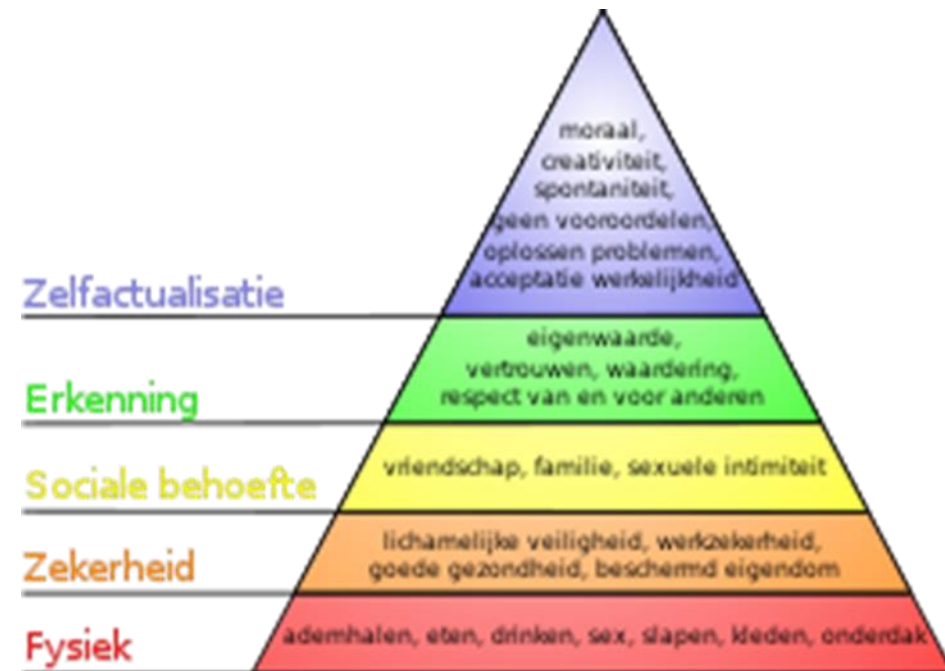 moraal,
creativiteit,
spontaniteit,
geen vooroordelen,
oplossen problemen,
acceptatie werkelijkheid
Zelfactualisatie
eigenwaarde,
vertrouwen, waardering,
respect van en voor anderen
Erkenning
vriendschap, familie, sexuele intimiteit
Sociale behoefte
lichamelijke veiligheid, werkzekerheid,
goede gezondheid, beschermd eigendom
Zekerheid
ademhalen, eten, drinken, sex, slapen, kleden, onderdak
Fysiek